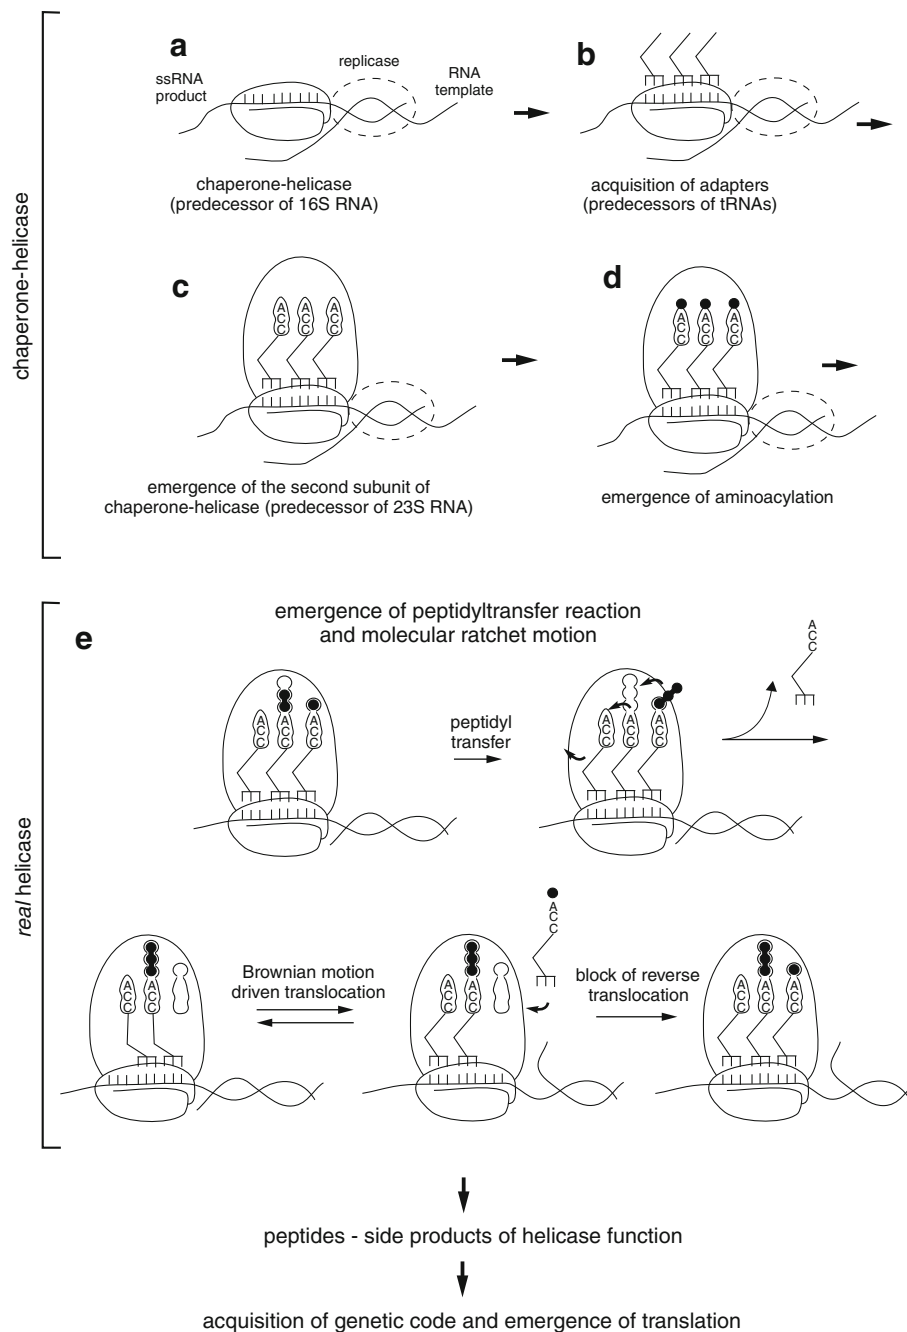 chaperone-helicase
a
ssRNA
product
replicase
RNA
template
chaperone-helicase
(predecessor of 16S RNA)
b
acquisition of adapters
(predecessors of tRNAs)
c
A A A
C C C
C C C
emergence of the second subunit of
chaperone-helicase (predecessor of 23S RNA)
d
A A A
C C C
C C C
emergence of aminoacylation
real helicase
e
emergence of peptidyltransfer reaction
and molecular ratchet motion
A A A
C C C
C C C
peptidyl
transfer
A A A
C C C
C C C
A
C
C
A A
C C
C C
Brownian motion
driven translocation
A A
C C
C C
A
C
C
block of reverse
translocation
A A A
C C C
C C C
peptides - side products of helicase function
acquisition of genetic code and emergence of translation